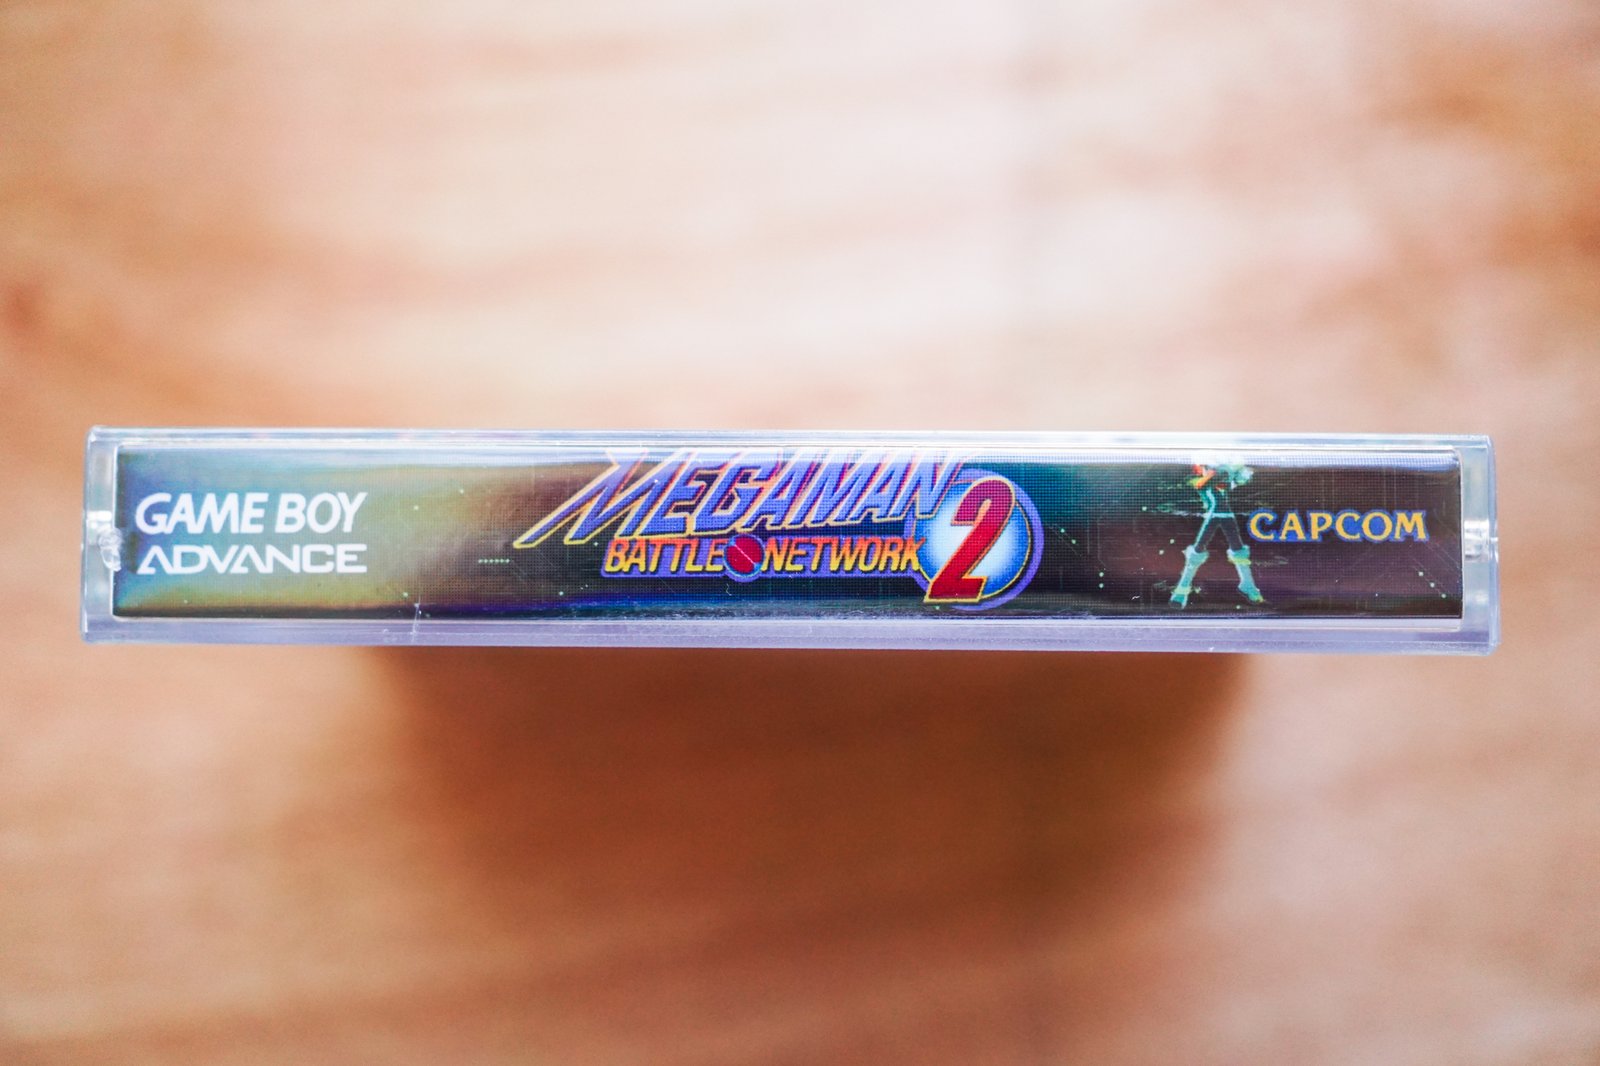 GAME BOY
ADVANCE
MEGAMAN
BATTLE NETWORK
2
CAPCOM